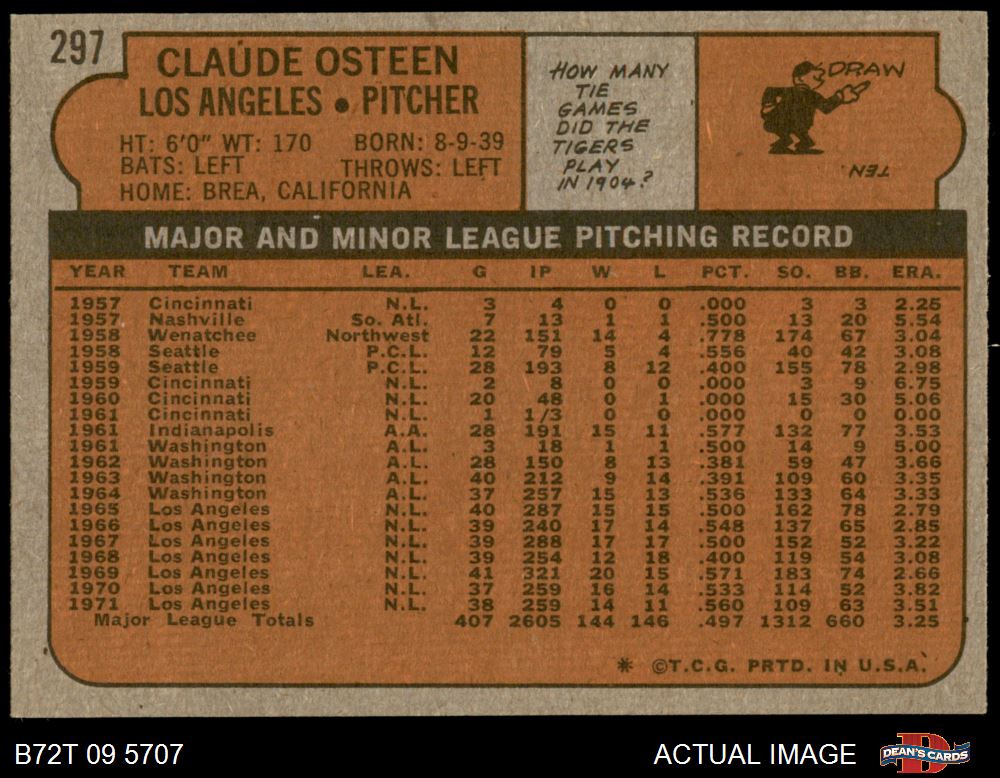 297
CLAUDE OSTEEN
LOS ANGELES • PITCHER
HT: 6'0" WT: 170 BORN: 8-9-39
BATS: LEFT THROWS: LEFT
HOME: BREA, CALIFORNIA
HOW MANY
TIE
GAMES
DID THE
TIGERS
PLAY
IN 1904?
DRAW
TEN
MAJOR AND MINOR LEAGUE PITCHING RECORD
YEAR TEAM LEA. G IP W L PCT. SO. BB. ERA.
1957 Cincinnati N.L. 3 4 0 0 .000 3 3 2.25
1957 Nashville So. Atl. 7 13 1 1 .500 13 20 5.54
1958 Wenatchee Northwest 22 151 14 4 .778 174 67 3.04
1958 Seattle P.C.L. 12 79 5 4 .556 40 42 3.08
1959 Seattle P.C.L. 28 193 8 12 .400 155 78 2.98
1959 Cincinnati N.L. 2 8 0 0 .000 3 9 6.75
1960 Cincinnati N.L. 20 48 0 1 .000 15 30 5.06
1961 Cincinnati N.L. 1 1/3 0 0 .000 0 0 0.00
1961 Indianapolis A.A. 28 191 15 11 .577 132 77 3.53
1961 Washington A.L. 3 18 1 1 .500 14 9 5.00
1962 Washington A.L. 28 150 8 13 .381 59 47 3.66
1963 Washington A.L. 40 212 9 14 .391 109 60 3.35
1964 Washington A.L. 37 257 15 13 .536 133 64 3.33
1965 Los Angeles N.L. 40 287 15 15 .500 162 78 2.79
1966 Los Angeles N.L. 39 240 17 14 .548 137 65 2.85
1967 Los Angeles N.L. 39 288 17 17 .500 152 52 3.22
1968 Los Angeles N.L. 39 254 12 18 .400 119 54 3.08
1969 Los Angeles N.L. 41 321 20 15 .571 183 74 2.66
1970 Los Angeles N.L. 37 259 16 14 .533 114 52 3.82
1971 Los Angeles N.L. 38 259 14 11 .560 109 63 3.51
Major League Totals 407 2605 144 146 .497 1312 660 3.25
* ©T.C.G. PRTD. IN U.S.A.
B72T 09 5707 ACTUAL IMAGE D DEAN'S CARDS